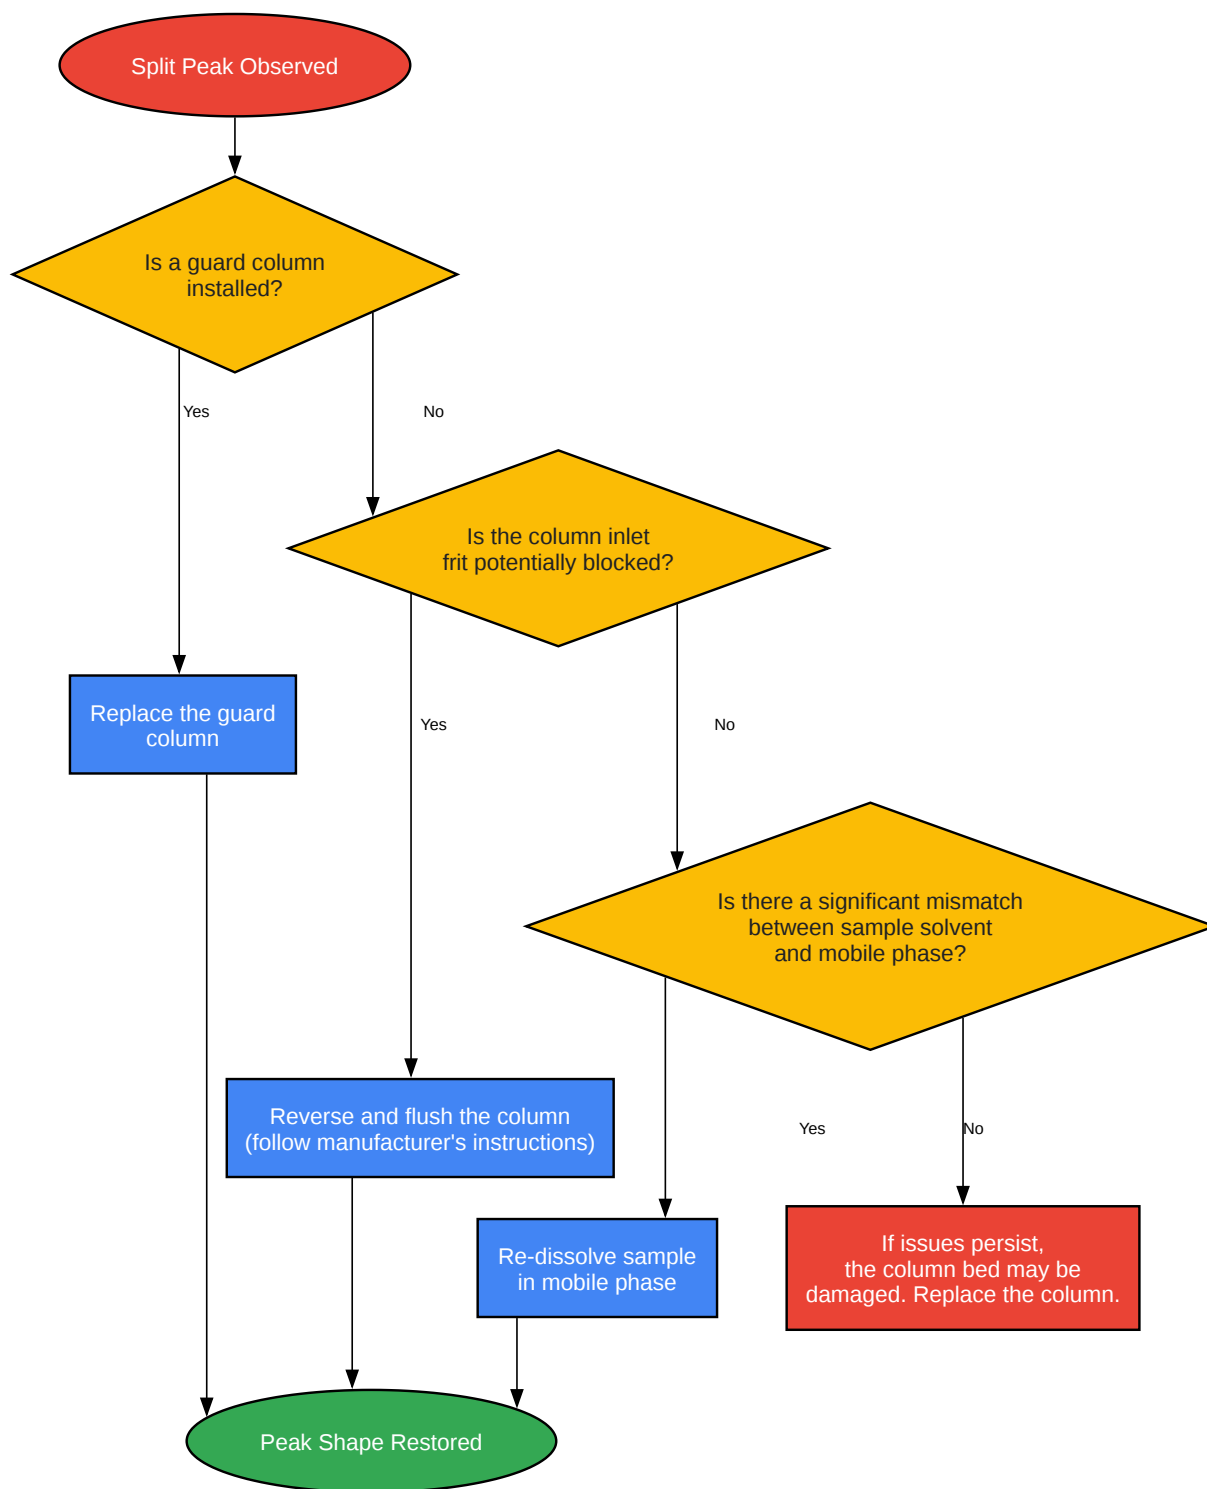 Split Peak Observed
Is a guard column
installed?
Yes
No
Is the column inlet
frit potentially blocked?
Replace the guard
column
Yes
No
Is there a significant mismatch
between sample solvent
and mobile phase?
Reverse and flush the column
(follow manufacturer's instructions)
Yes
No
Re-dissolve sample
in mobile phase
If issues persist,
the column bed may be
damaged. Replace the column.
Peak Shape Restored